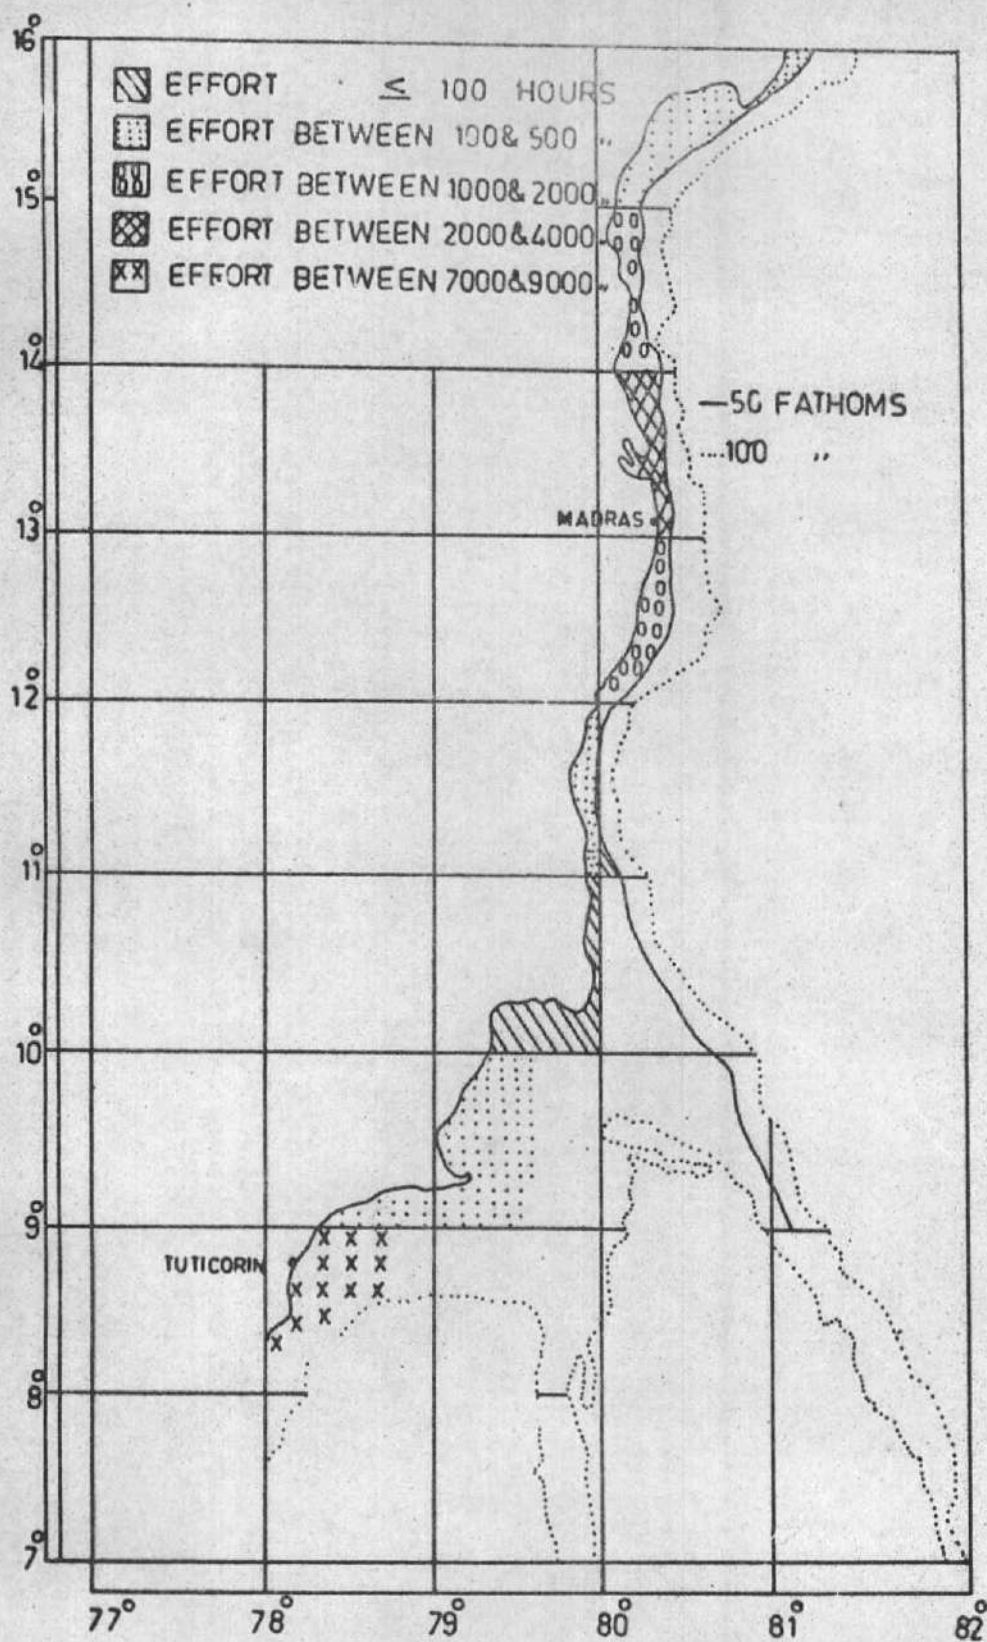 16°
EFFORT ≤ 100 HOURS
EFFORT BETWEEN 100 & 500 "
15°
EFFORT BETWEEN 1000 & 2000 "
EFFORT BETWEEN 2000 & 4000 "
EFFORT BETWEEN 7000 & 9000 "
14°
—50 FATHOMS
....100 "
13°
MADRAS
12°
11°
10°
9°
TUTICORIN
8°
7°
77° 78° 79° 80° 81° 82°